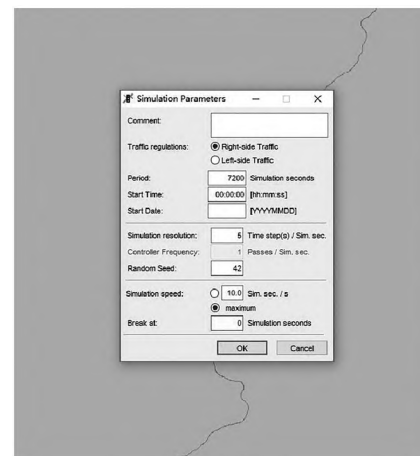 Simulation Parameters
Comment:
Traffic regulations: Right-side Traffic
Left-side Traffic
Period: 7200 Simulation seconds
Start Time: 00:00:00 [hh:mm:ss]
Start Date: [YYYYMMDD]
Simulation resolution: 5 Time step(s) / Sim. sec.
Controller Frequency: 1 Passes / Sim. sec.
Random Seed: 42
Simulation speed: 10.0 Sim. sec. / s
maximum
Break at: 0 Simulation seconds
OK Cancel